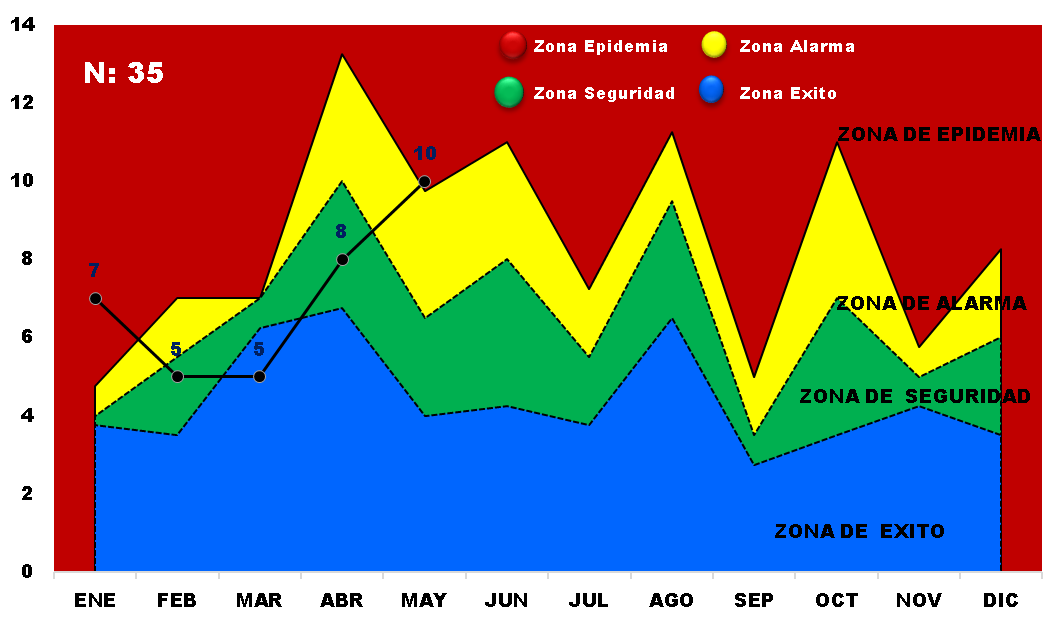 14
N: 35
Zona Epidemia
Zona Alarma
Zona Seguridad
Zona Exito
12
ZONA DE EPIDEMIA
10
10
8
8
7
ZONA DE ALARMA
6
5
5
4
ZONA DE  SEGURIDAD
2
ZONA DE  EXITO
0
ENE FEB MAR ABR MAY JUN JUL AGO SEP OCT NOV DIC